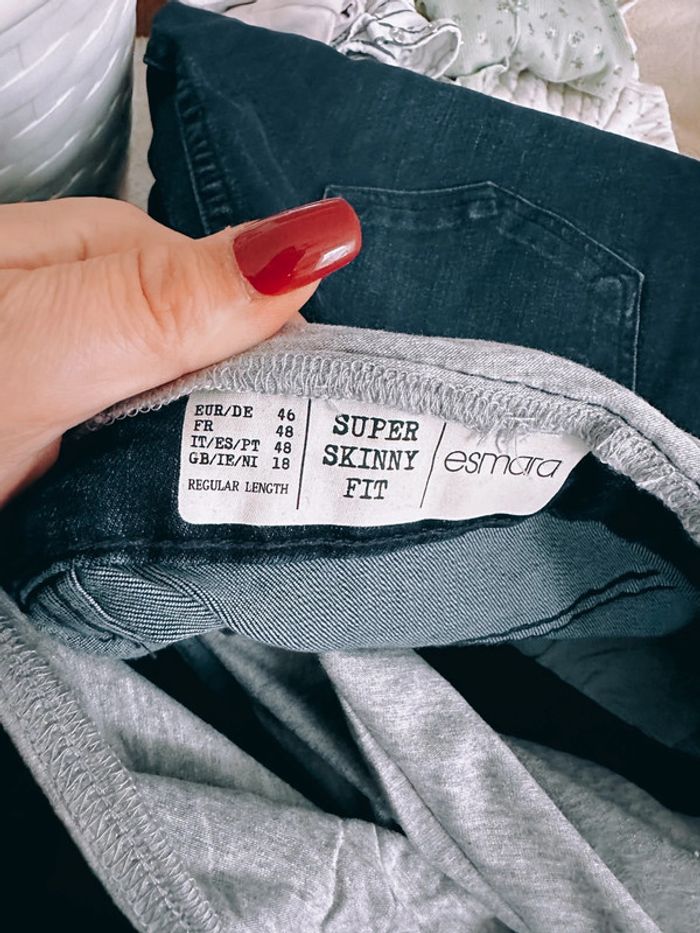 EUR/DE 46
FR 48
IT/ES/PT 48
GB/IE/NI 18
REGULAR LENGTH
SUPER
SKINNY
FIT
esmara